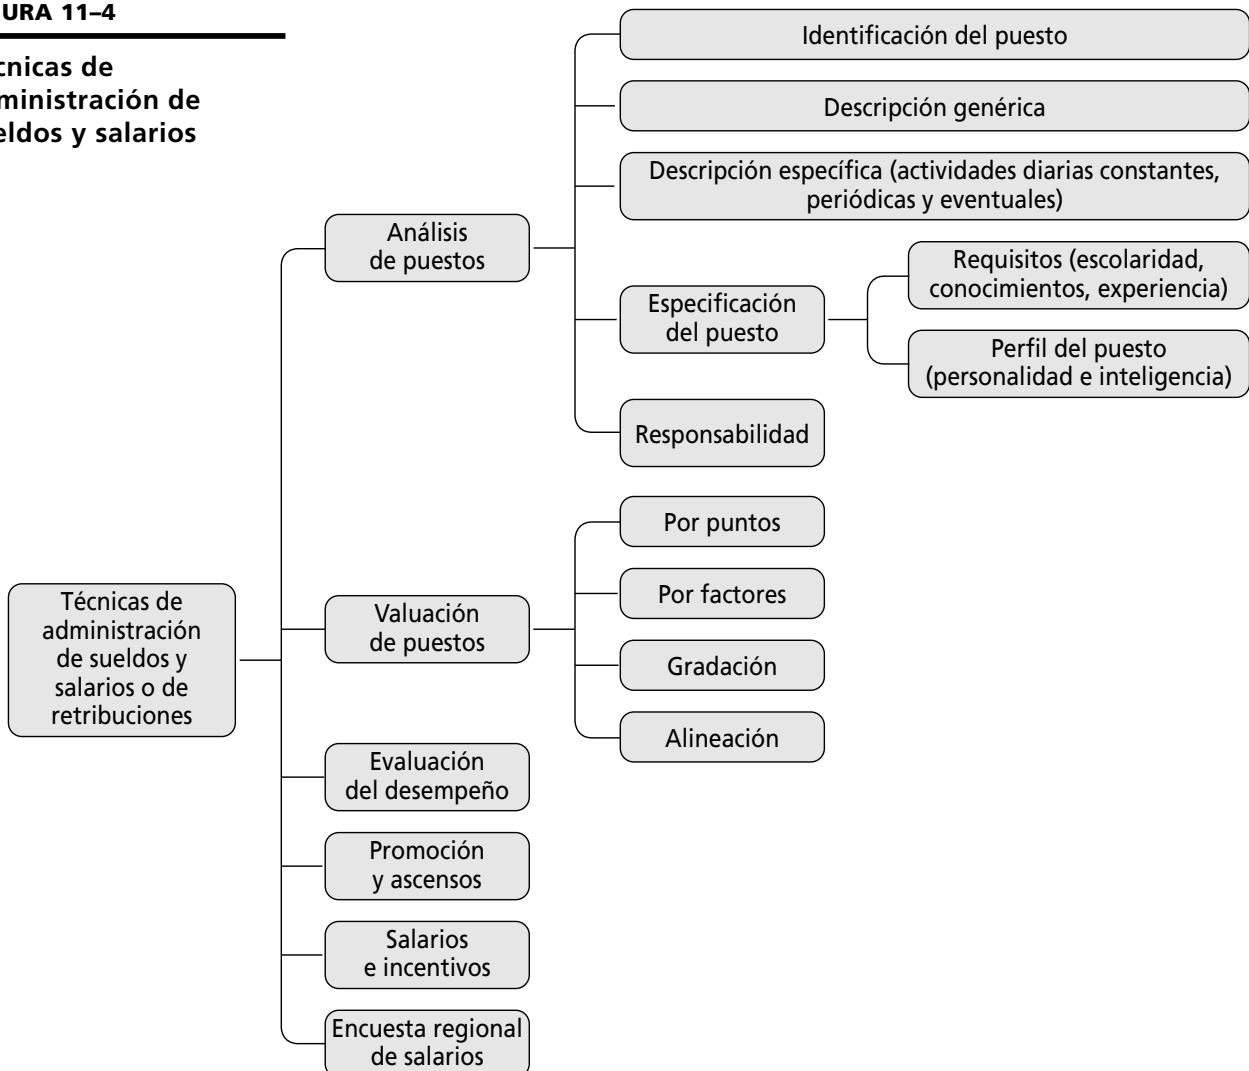 URA 11–4
cnicas de
ministración de
eldos y salarios
Identificación del puesto
Descripción genérica
Descripción específica (actividades diarias constantes,
periódicas y eventuales)
Análisis
de puestos
Requisitos (escolaridad,
conocimientos, experiencia)
Especificación
del puesto
Perfil del puesto
(personalidad e inteligencia)
Responsabilidad
Por puntos
Por factores
Técnicas de
administración
de sueldos y
salarios o de
retribuciones
Valuación
de puestos
Gradación
Alineación
Evaluación
del desempeño
Promoción
y ascensos
Salarios
e incentivos
Encuesta regional
de salarios